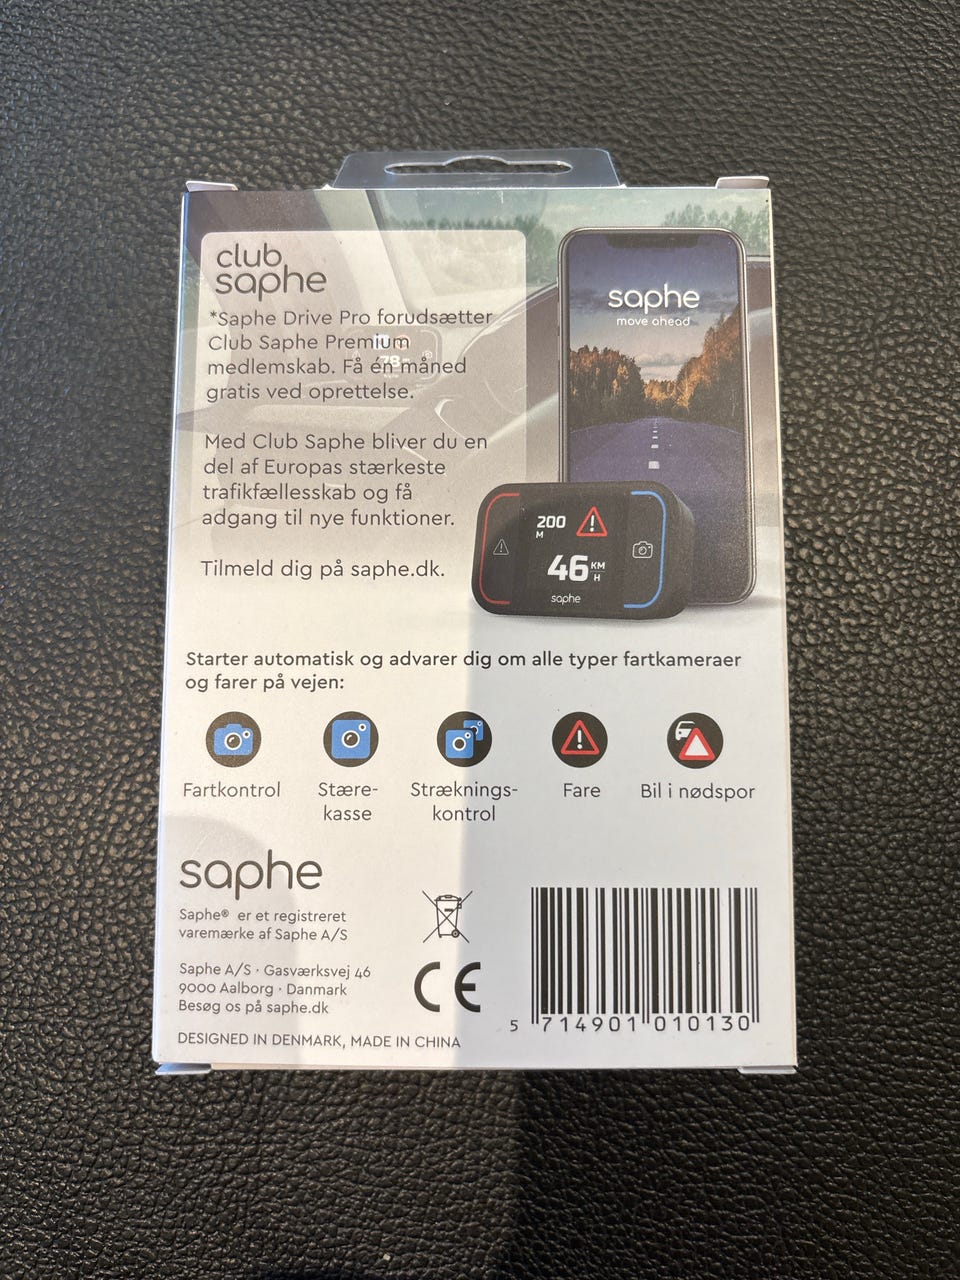 club
saphe
*Saphe Drive Pro forudsætter
Club Saphe Premium
medlemskab. Få én måned
gratis ved oprettelse.
Med Club Saphe bliver du en
del af Europas stærkeste
trafikfællesskab og få
adgang til nye funktioner.
Tilmeld dig på saphe.dk.
78
saphe
move ahead
200
M
46 KM
H
saphe
Starter automatisk og advarer dig om alle typer fartkameraer
og farer på vejen:
Fartkontrol
Stære-
kasse
Stræknings-
kontrol
Fare
Bil i nødspor
saphe
Saphe® er et registreret
varemærke af Saphe A/S
Saphe A/S · Gasværksvej 46
9000 Aalborg · Danmark
Besøg os på saphe.dk
DESIGNED IN DENMARK, MADE IN CHINA
CE
5 714901 010130